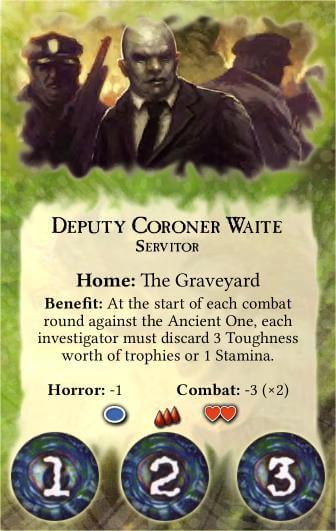 Deputy Coroner Waite
Servitor
Home: The Graveyard
Benefit: At the start of each combat
round against the Ancient One, each
investigator must discard 3 Toughness
worth of trophies or 1 Stamina.
Horror: -1 Combat: -3 (×2)
1 2 3